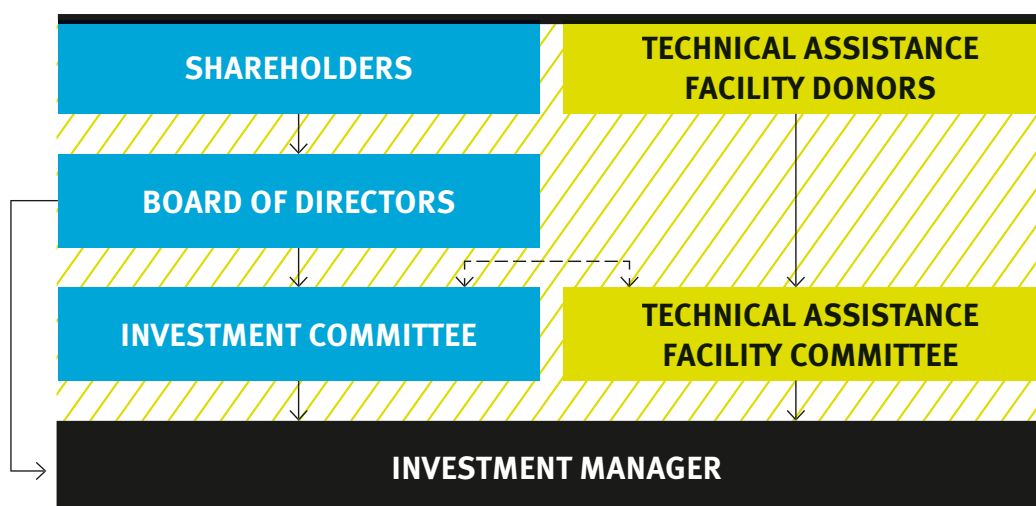 SHAREHOLDERS
TECHNICAL ASSISTANCE
FACILITY DONORS
BOARD OF DIRECTORS
INVESTMENT COMMITTEE
TECHNICAL ASSISTANCE
FACILITY COMMITTEE
INVESTMENT MANAGER